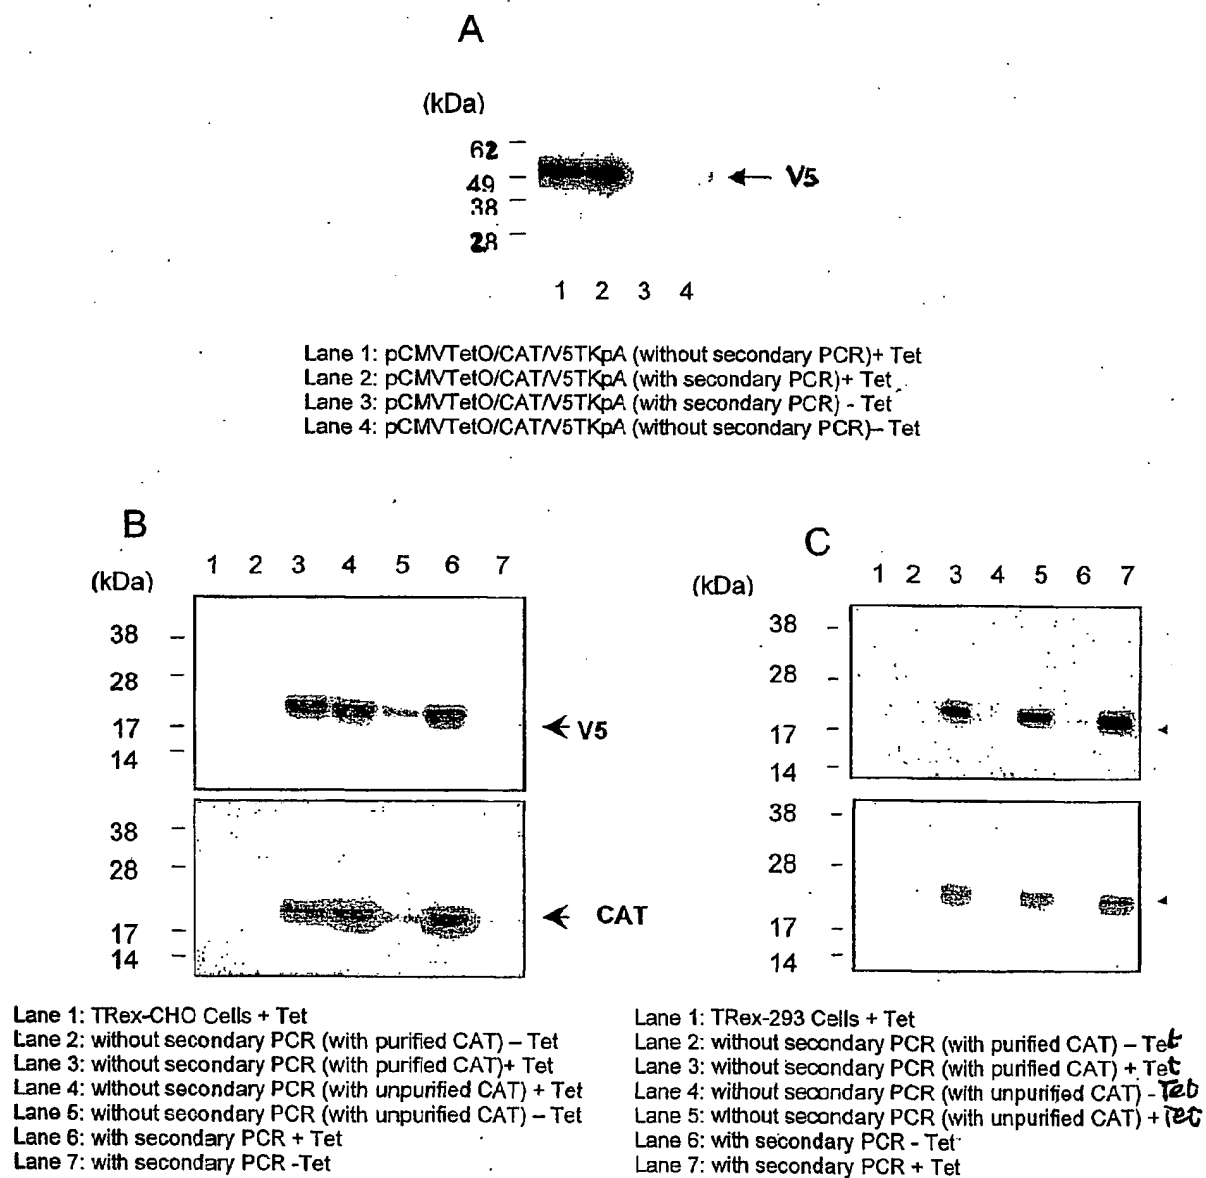 A
(kDa)
62
49
38
28
V5
1 2 3 4
Lane 1: pCMVTetO/CAT/V5TKpA (without secondary PCR)+ Tet
Lane 2: pCMVTetO/CAT/V5TKpA (with secondary PCR)+ Tet
Lane 3: pCMVTetO/CAT/V5TKpA (with secondary PCR) - Tet
Lane 4: pCMVTetO/CAT/V5TKpA (without secondary PCR)– Tet
B
1 2 3 4 5 6 7
(kDa)
38
28
17
14
V5
38
28
17
14
CAT
Lane 1: TRex-CHO Cells + Tet
Lane 2: without secondary PCR (with purified CAT) – Tet
Lane 3: without secondary PCR (with purified CAT)+ Tet
Lane 4: without secondary PCR (with unpurified CAT) + Tet
Lane 5: without secondary PCR (with unpurified CAT) – Tet
Lane 6: with secondary PCR + Tet
Lane 7: with secondary PCR -Tet
C
1 2 3 4 5 6 7
(kDa)
38
28
17
14
38
28
17
14
Lane 1: TRex-293 Cells + Tet
Lane 2: without secondary PCR (with purified CAT) – Tet
Lane 3: without secondary PCR (with purified CAT) + Tet
Lane 4: without secondary PCR (with unpurified CAT) - Tet
Lane 5: without secondary PCR (with unpurified CAT) + Tet
Lane 6: with secondary PCR - Tet
Lane 7: with secondary PCR + Tet